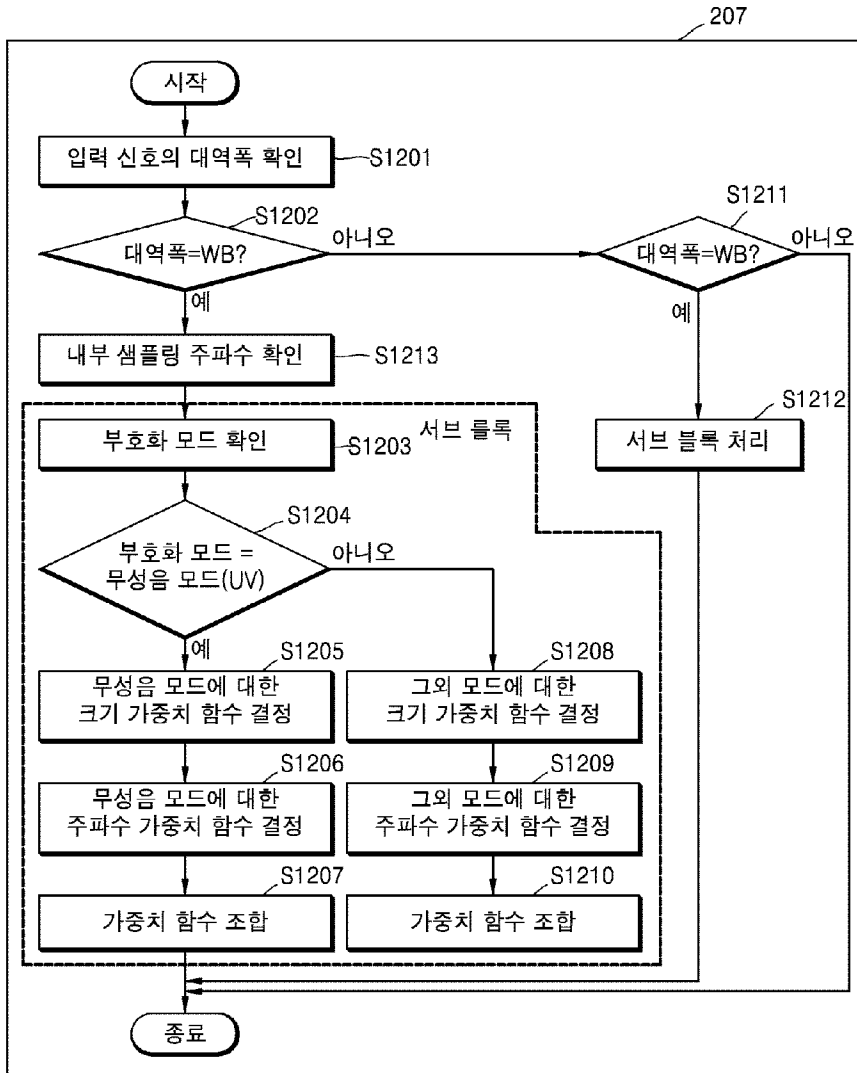 207
시작
입력 신호의 대역폭 확인
S1201
S1202
대역폭=WB?
아니오
예
S1211
대역폭=WB?
아니오
예
내부 샘플링 주파수 확인
S1213
S1212
서브 블록 처리
서브 블록
부호화 모드 확인
S1203
S1204
부호화 모드 =
무성음 모드(UV)
아니오
예
S1205
무성음 모드에 대한
크기 가중치 함수 결정
S1208
그외 모드에 대한
크기 가중치 함수 결정
S1206
무성음 모드에 대한
주파수 가중치 함수 결정
S1209
그외 모드에 대한
주파수 가중치 함수 결정
S1207
가중치 함수 조합
S1210
가중치 함수 조합
종료